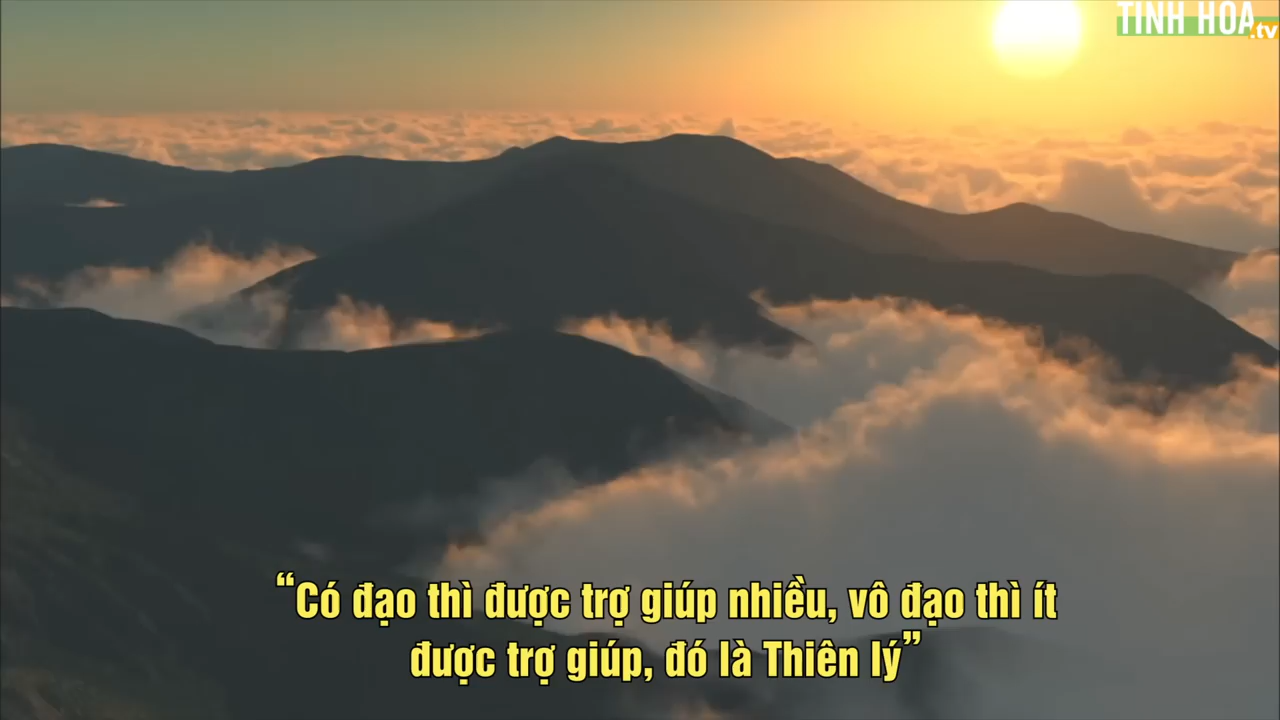 TINH HOA
.tv
“Có đạo thì được trợ giúp nhiều, vô đạo thì ít
được trợ giúp, đó là Thiên lý”